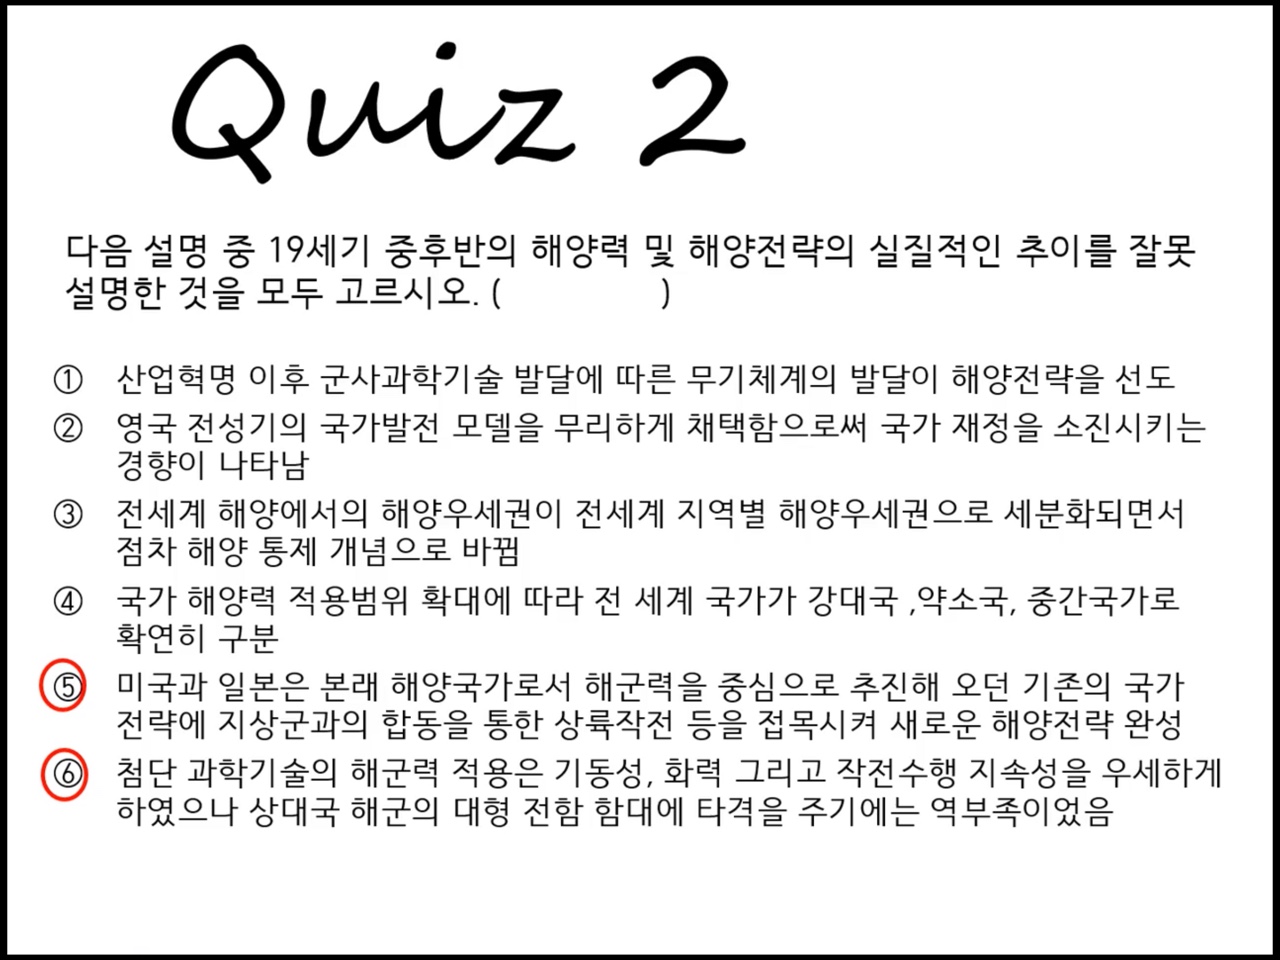 Quiz 2
다음 설명 중 19세기 중후반의 해양력 및 해양전략의 실질적인 추이를 잘못
설명한 것을 모두 고르시오. ( )
① 산업혁명 이후 군사과학기술 발달에 따른 무기체계의 발달이 해양전략을 선도
② 영국 전성기의 국가발전 모델을 무리하게 채택함으로써 국가 재정을 소진시키는
경향이 나타남
③ 전세계 해양에서의 해양우세권이 전세계 지역별 해양우세권으로 세분화되면서
점차 해양 통제 개념으로 바뀜
④ 국가 해양력 적용범위 확대에 따라 전 세계 국가가 강대국 ,약소국, 중간국가로
확연히 구분
⑤ 미국과 일본은 본래 해양국가로서 해군력을 중심으로 추진해 오던 기존의 국가
전략에 지상군과의 합동을 통한 상륙작전 등을 접목시켜 새로운 해양전략 완성
⑥ 첨단 과학기술의 해군력 적용은 기동성, 화력 그리고 작전수행 지속성을 우세하게
하였으나 상대국 해군의 대형 전함 함대에 타격을 주기에는 역부족이었음